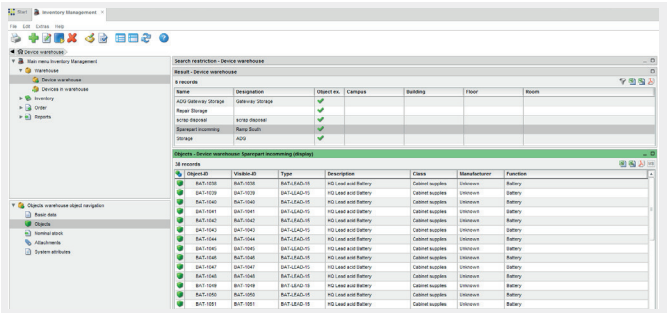 Start Inventory Management ×
File Edit Extras Help
Device warehouse
Main menu Inventory Management
Warehouse
Device warehouse
Devices in warehouse
Inventory
Order
Reports
Search restriction - Device warehouse
Result - Device warehouse
8 records
Name Designation Object ex. Campus Building Floor Room
ADG Gateway Storage Gateway Storage
Repair Storage
scrap disposal scrap disposal
Sparepart incomming Ramp South
Storage ADG
Objects - Device warehouse Sparepart incomming (display)
38 records
Object-ID Visible-ID Type Description Class Manufacturer Function
BAT-1038 BAT-1038 BAT-LEAD-15 HQ Lead acid Battery Cabinet supplies Unknown Battery
BAT-1039 BAT-1039 BAT-LEAD-15 HQ Lead acid Battery Cabinet supplies Unknown Battery
BAT-1040 BAT-1040 BAT-LEAD-15 HQ Lead acid Battery Cabinet supplies Unknown Battery
BAT-1041 BAT-1041 BAT-LEAD-15 HQ Lead acid Battery Cabinet supplies Unknown Battery
BAT-1042 BAT-1042 BAT-LEAD-15 HQ Lead acid Battery Cabinet supplies Unknown Battery
BAT-1043 BAT-1043 BAT-LEAD-15 HQ Lead acid Battery Cabinet supplies Unknown Battery
BAT-1044 BAT-1044 BAT-LEAD-15 HQ Lead acid Battery Cabinet supplies Unknown Battery
BAT-1045 BAT-1045 BAT-LEAD-15 HQ Lead acid Battery Cabinet supplies Unknown Battery
BAT-1046 BAT-1046 BAT-LEAD-15 HQ Lead acid Battery Cabinet supplies Unknown Battery
BAT-1047 BAT-1047 BAT-LEAD-15 HQ Lead acid Battery Cabinet supplies Unknown Battery
BAT-1048 BAT-1048 BAT-LEAD-15 HQ Lead acid Battery Cabinet supplies Unknown Battery
BAT-1049 BAT-1049 BAT-LEAD-15 HQ Lead acid Battery Cabinet supplies Unknown Battery
BAT-1050 BAT-1050 BAT-LEAD-15 HQ Lead acid Battery Cabinet supplies Unknown Battery
BAT-1051 BAT-1051 BAT-LEAD-15 HQ Lead acid Battery Cabinet supplies Unknown Battery
Objects warehouse object navigation
Basic data
Objects
Nominal stock
Attachments
System attributes